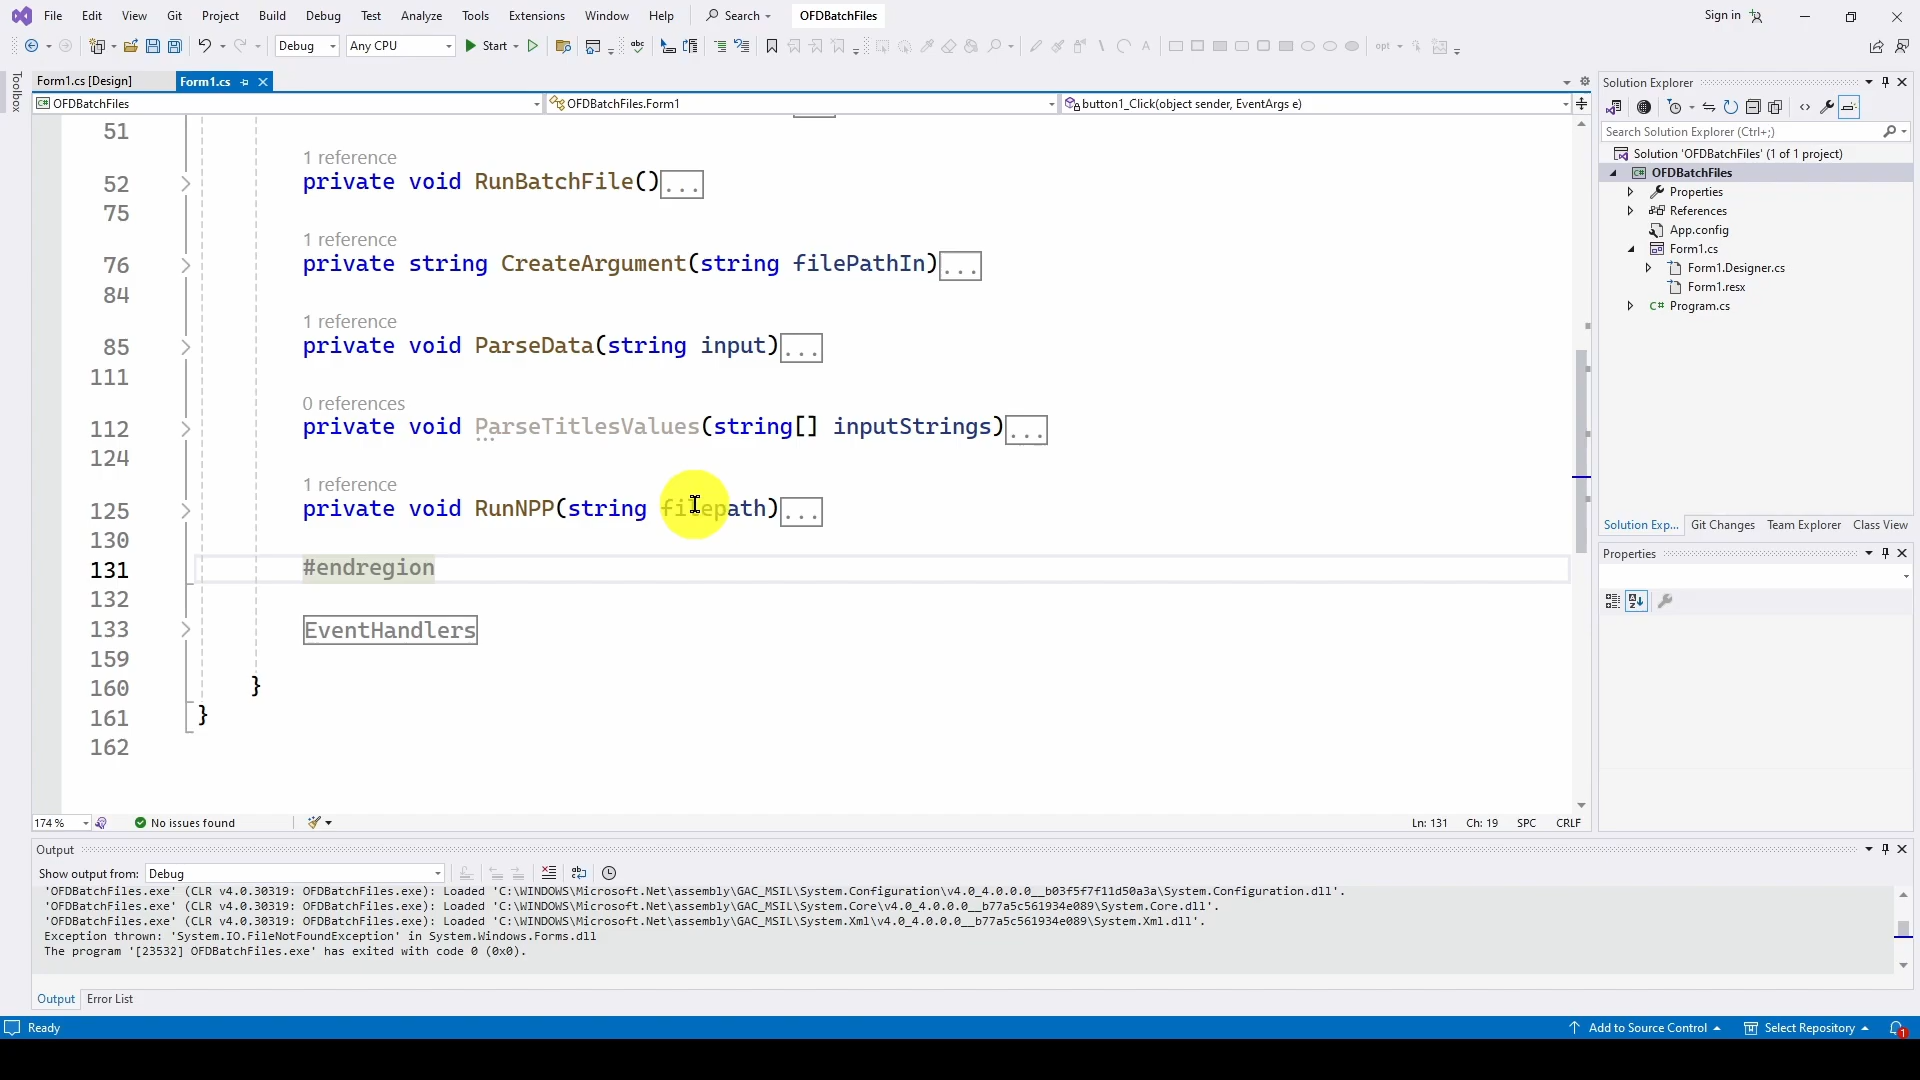 File Edit View Git Project Build Debug Test Analyze Tools Extensions Window Help Search OFDBatchFiles Sign in
Debug Any CPU Start opt
Toolbox
Form1.cs [Design] Form1.cs
OFDBatchFiles OFDBatchFiles.Form1 button1_Click(object sender, EventArgs e)
51
1 reference
52 private void RunBatchFile()...
75
1 reference
76 private string CreateArgument(string filePathIn)...
84
1 reference
85 private void ParseData(string input)...
111
0 references
112 private void ParseTitlesValues(string[] inputStrings)...
124
1 reference
125 private void RunNPP(string filepath)...
130
131 #endregion
132
133 EventHandlers
159
160 }
161 }
162
174 % No issues found Ln: 131 Ch: 19 SPC CRLF
Solution Explorer
Search Solution Explorer (Ctrl+;)
Solution 'OFDBatchFiles' (1 of 1 project)
C# OFDBatchFiles
Properties
References
App.config
Form1.cs
Form1.Designer.cs
Form1.resx
C# Program.cs
Solution Exp... Git Changes Team Explorer Class View
Properties
Output
Show output from: Debug
'OFDBatchFiles.exe' (CLR v4.0.30319: OFDBatchFiles.exe): Loaded 'C:\WINDOWS\Microsoft.Net\assembly\GAC_MSIL\System.Configuration\v4.0_4.0.0.0__b03f5f7f11d50a3a\System.Configuration.dll'.
'OFDBatchFiles.exe' (CLR v4.0.30319: OFDBatchFiles.exe): Loaded 'C:\WINDOWS\Microsoft.Net\assembly\GAC_MSIL\System.Core\v4.0_4.0.0.0__b77a5c561934e089\System.Core.dll'.
'OFDBatchFiles.exe' (CLR v4.0.30319: OFDBatchFiles.exe): Loaded 'C:\WINDOWS\Microsoft.Net\assembly\GAC_MSIL\System.Xml\v4.0_4.0.0.0__b77a5c561934e089\System.Xml.dll'.
Exception thrown: 'System.IO.FileNotFoundException' in System.Windows.Forms.dll
The program '[23532] OFDBatchFiles.exe' has exited with code 0 (0x0).
Output Error List
Ready Add to Source Control Select Repository 1